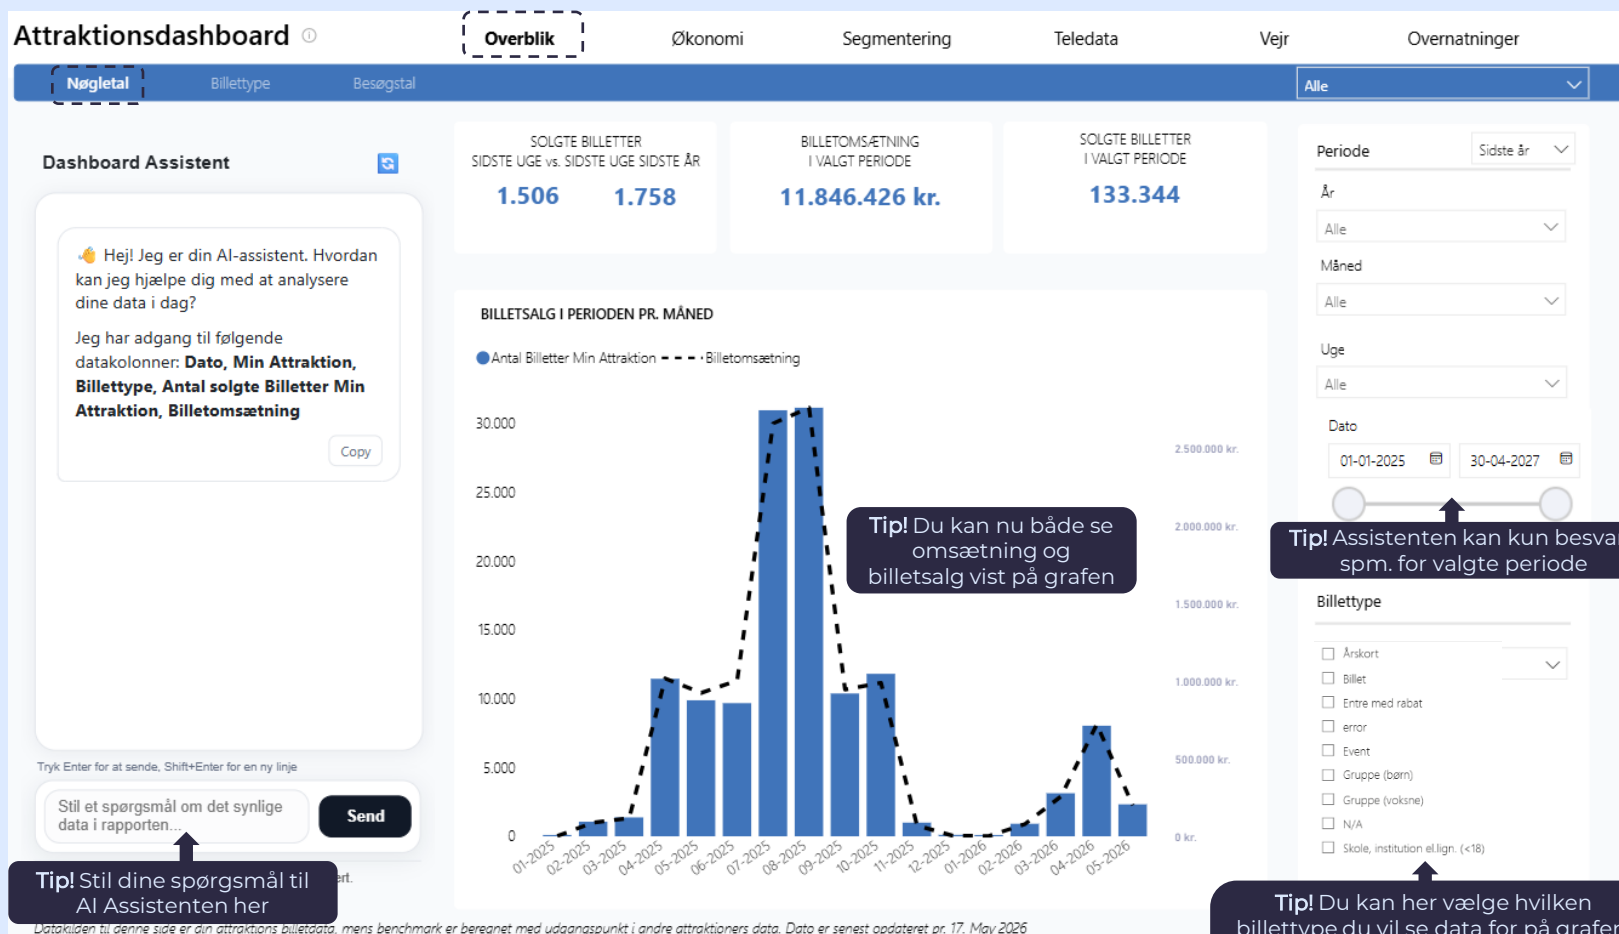 Attraktionsdashboard
Overblik
Økonomi
Segmentering
Teledata
Vejr
Overnatninger
Nøgletal
Billettype
Besøgstal
Alle
Dashboard Assistent
👋 Hej! Jeg er din AI-assistent. Hvordan
kan jeg hjælpe dig med at analysere
dine data i dag?
Jeg har adgang til følgende
datakolonner: Dato, Min Attraktion,
Billettype, Antal solgte Billetter Min
Attraktion, Billetomsætning
Copy
Tryk Enter for at sende, Shift+Enter for en ny linje
Stil et spørgsmål om det synlige
data i rapporten...
Send
Tip! Stil dine spørgsmål til
AI Assistenten her
ert.
SOLGTE BILLETTER
SIDSTE UGE vs. SIDSTE UGE SIDSTE ÅR
1.506 1.758
BILLETOMSÆTNING
I VALGT PERIODE
11.846.426 kr.
SOLGTE BILLETTER
I VALGT PERIODE
133.344
BILLETSALG I PERIODEN PR. MÅNED
Antal Billetter Min Attraktion
Billetomsætning
30.000
25.000
20.000
15.000
10.000
5.000
0
2.500.000 kr.
2.000.000 kr.
1.500.000 kr.
1.000.000 kr.
500.000 kr.
0 kr.
01-2025
02-2025
03-2025
04-2025
05-2025
06-2025
07-2025
08-2025
09-2025
10-2025
11-2025
12-2025
01-2026
02-2026
03-2026
04-2026
05-2026
Tip! Du kan nu både se
omsætning og
billetsalg vist på grafen
Periode
Sidste år
År
Alle
Måned
Alle
Uge
Alle
Dato
01-01-2025
30-04-2027
Tip! Assistenten kan kun besvar
spm. for valgte periode
Billettype
Årskort
Billet
Entre med rabat
error
Event
Gruppe (børn)
Gruppe (voksne)
N/A
Skole, institution el.lign. (<18)
Tip! Du kan her vælge hvilken
billettype du vil se data for på grafen
Datakilden til denne side er din attraktions billetdata, mens benchmark er beregnet med udgangspunkt i andre attraktioners data. Dato er senest opdateret pr. 17. May 2026